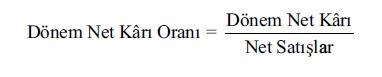 Dönem Net Kârı Oranı = Dönem Net Kârı
Net Satışlar